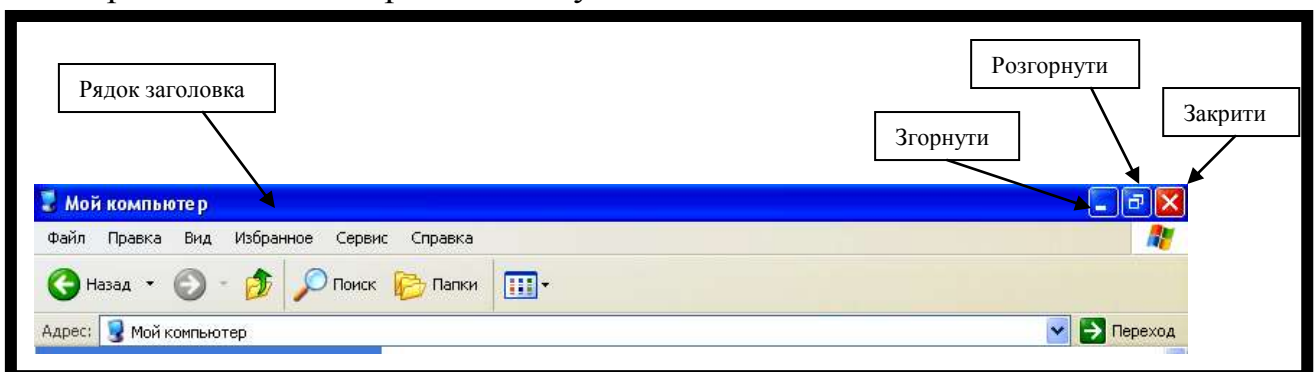 Розгорнути
Рядок заголовка
Закрити
Згорнути
Мой компьютер
Файл Правка Вид Избранное Сервис Справка
Назад Поиск Папки
Адрес: Мой компьютер Переход